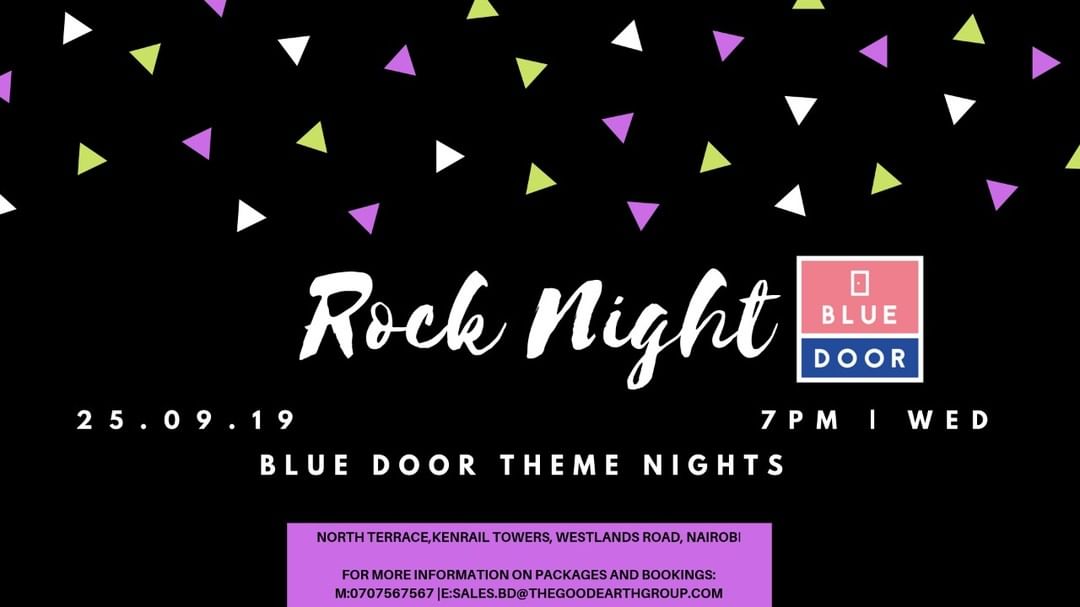 Rock Night
BLUE
DOOR
25.09.19
7PM | WED
BLUE DOOR THEME NIGHTS
NORTH TERRACE,KENRAIL TOWERS, WESTLANDS ROAD, NAIROBI
FOR MORE INFORMATION ON PACKAGES AND BOOKINGS:
M:0707567567 |E:SALES.BD@THEGOODEARTHGROUP.COM